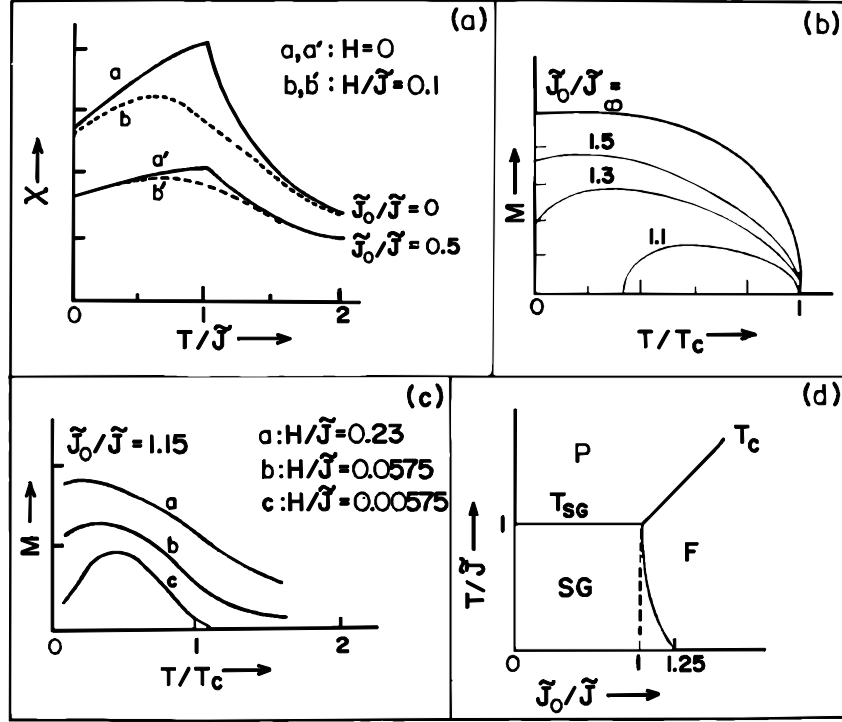 (a)
a,a′: H=0
b,b′: H/J̃=0.1
a
b
a′
b′
χ →
J̃₀/J̃=0
J̃₀/J̃=0.5
0 1 2
T/J̃ →
(b)
J̃₀/J̃=
∞
1.5
1.3
1.1
M →
0 1
T/Tc →
(c)
J̃₀/J̃=1.15
a:H/J̃=0.23
b:H/J̃=0.0575
c:H/J̃=0.00575
a
b
c
M →
0 1 2
T/Tc →
(d)
P
Tc
TSG
1
F
SG
T/J̃ →
0 1 1.25
J̃₀/J̃ →